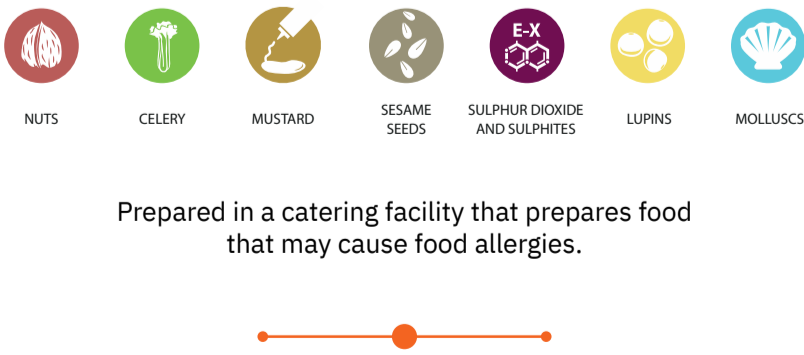 E-X
NUTS
CELERY
MUSTARD
SESAME
SEEDS
SULPHUR DIOXIDE
AND SULPHITES
LUPINS
MOLLUSCS
Prepared in a catering facility that prepares food
that may cause food allergies.